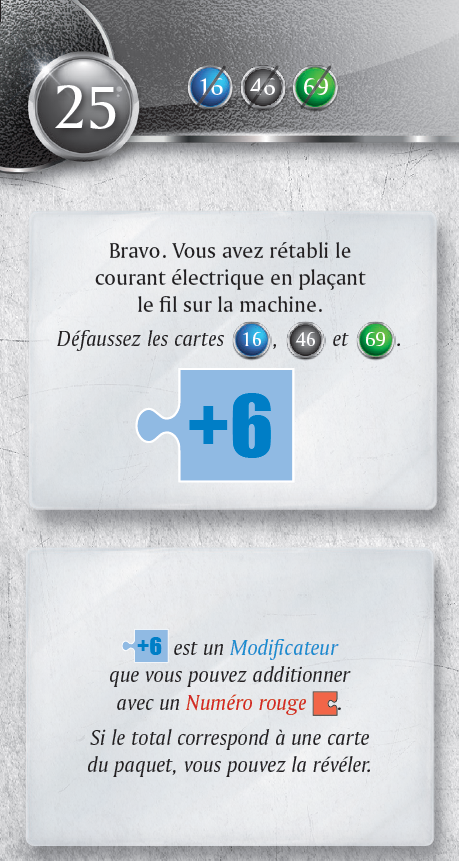 25
16 46 69
Bravo. Vous avez rétabli le
courant électrique en plaçant
le fil sur la machine.
Défaussez les cartes 16, 46 et 69.
+6
+6 est un Modificateur
que vous pouvez additionner
avec un Numéro rouge .
Si le total correspond à une carte
du paquet, vous pouvez la révéler.